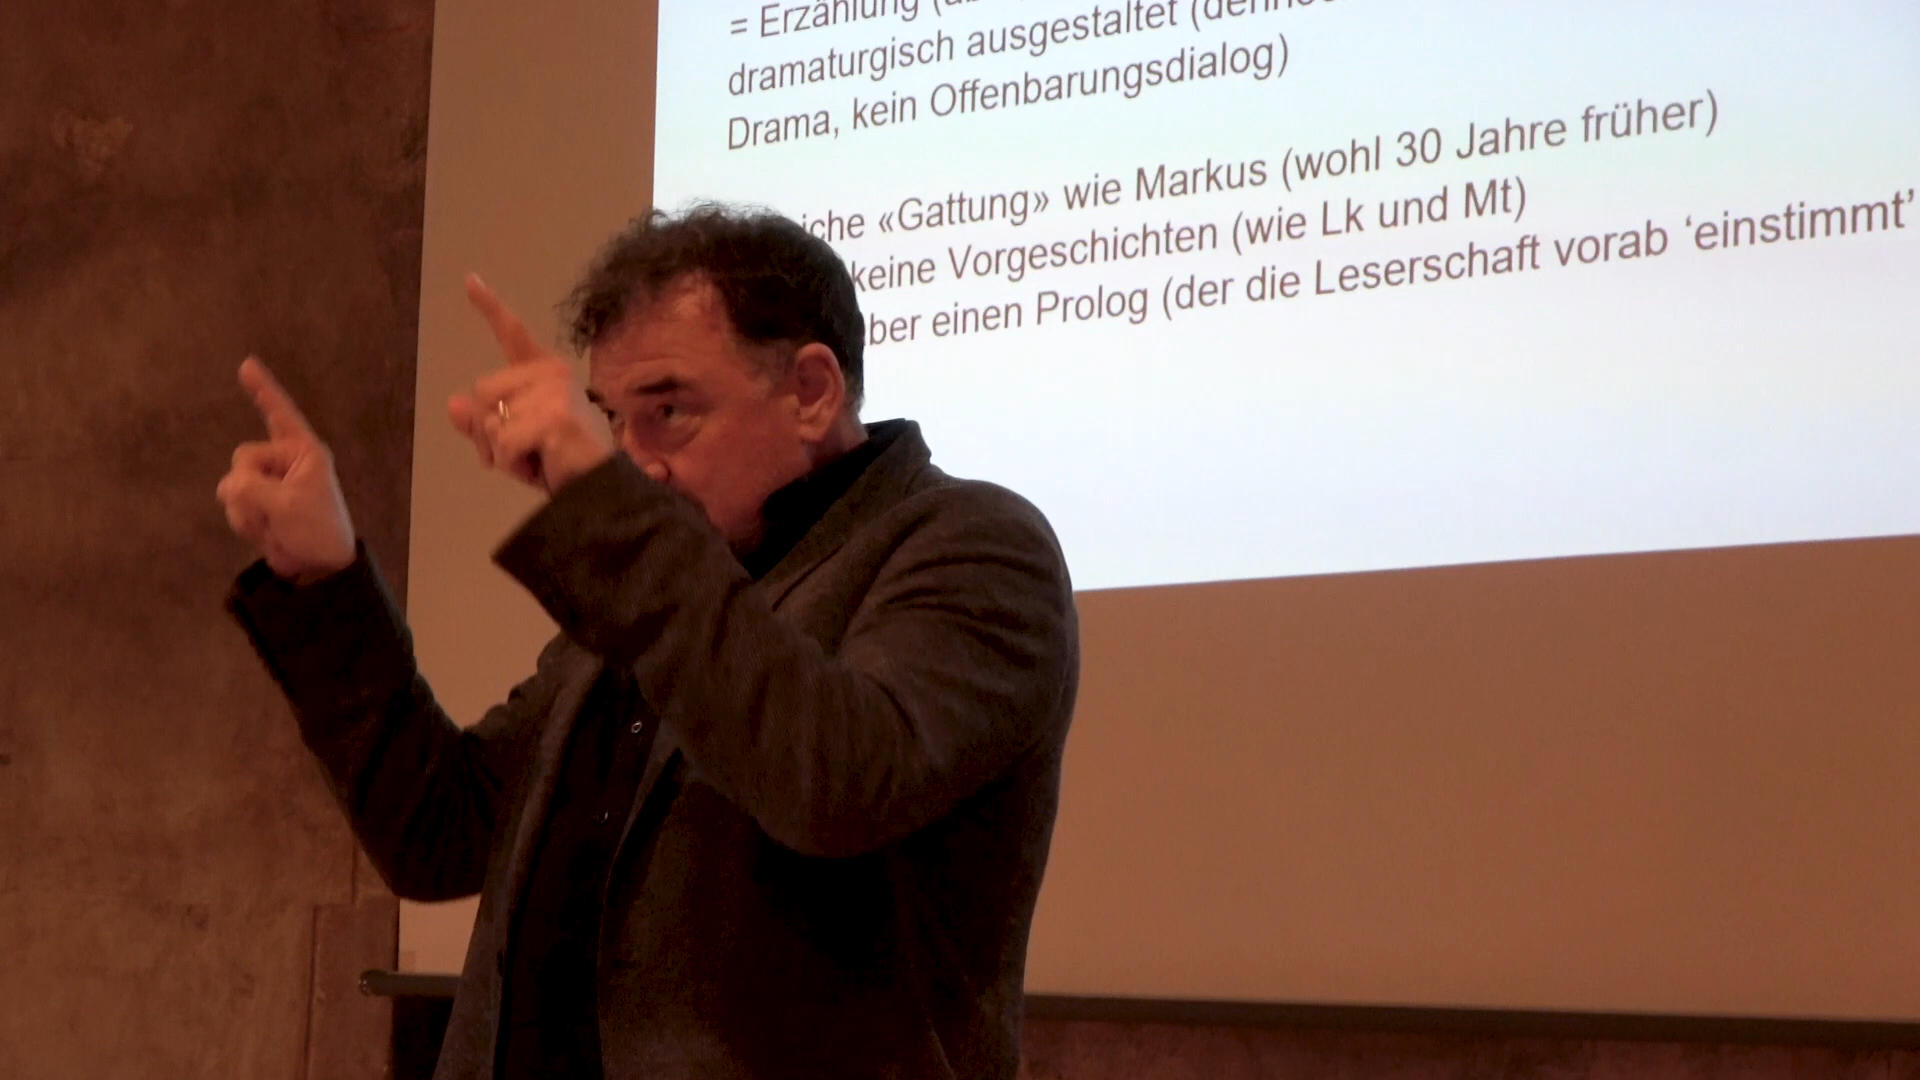 = Erzählung
dramaturgisch ausgestaltet
Drama, kein Offenbarungsdialog)
«Gattung» wie Markus (wohl 30 Jahre früher)
keine Vorgeschichten (wie Lk und Mt)
einen Prolog (der die Leserschaft vorab ‘einstimmt’